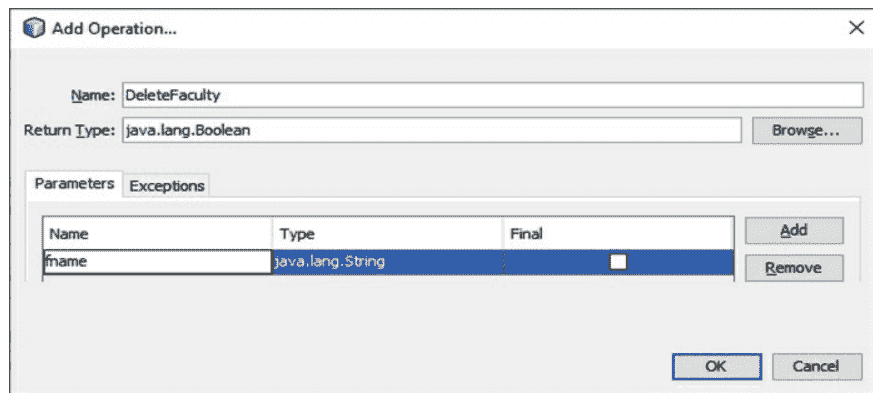 Add Operation...
Name: DeleteFaculty
Return Type: java.lang.Boolean Browse...
Parameters Exceptions
Name Type Final Add
fname java.lang.String Remove
OK Cancel